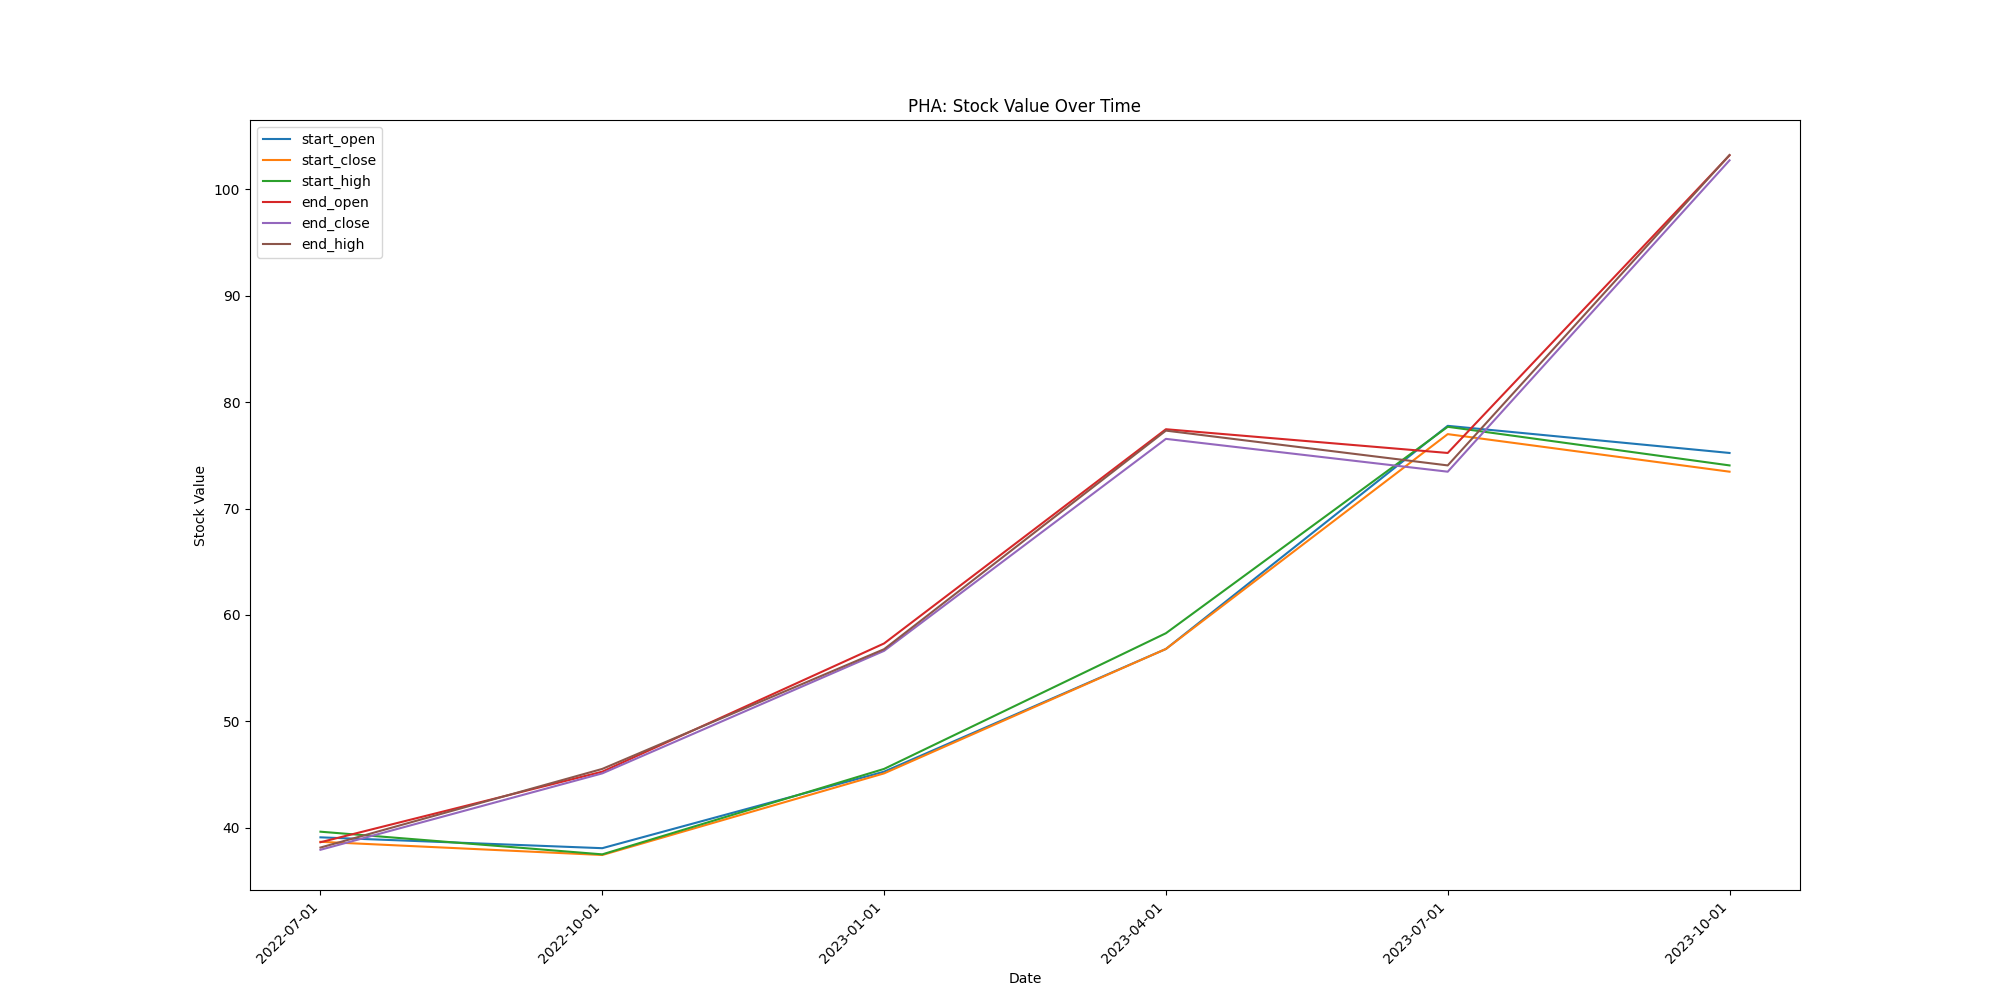 PHA: Stock Value Over Time
start_open
start_close
start_high
end_open
end_close
end_high
100
90
80
70
60
50
40
Stock Value
2022-07-01
2022-10-01
2023-01-01
2023-04-01
2023-07-01
2023-10-01
Date